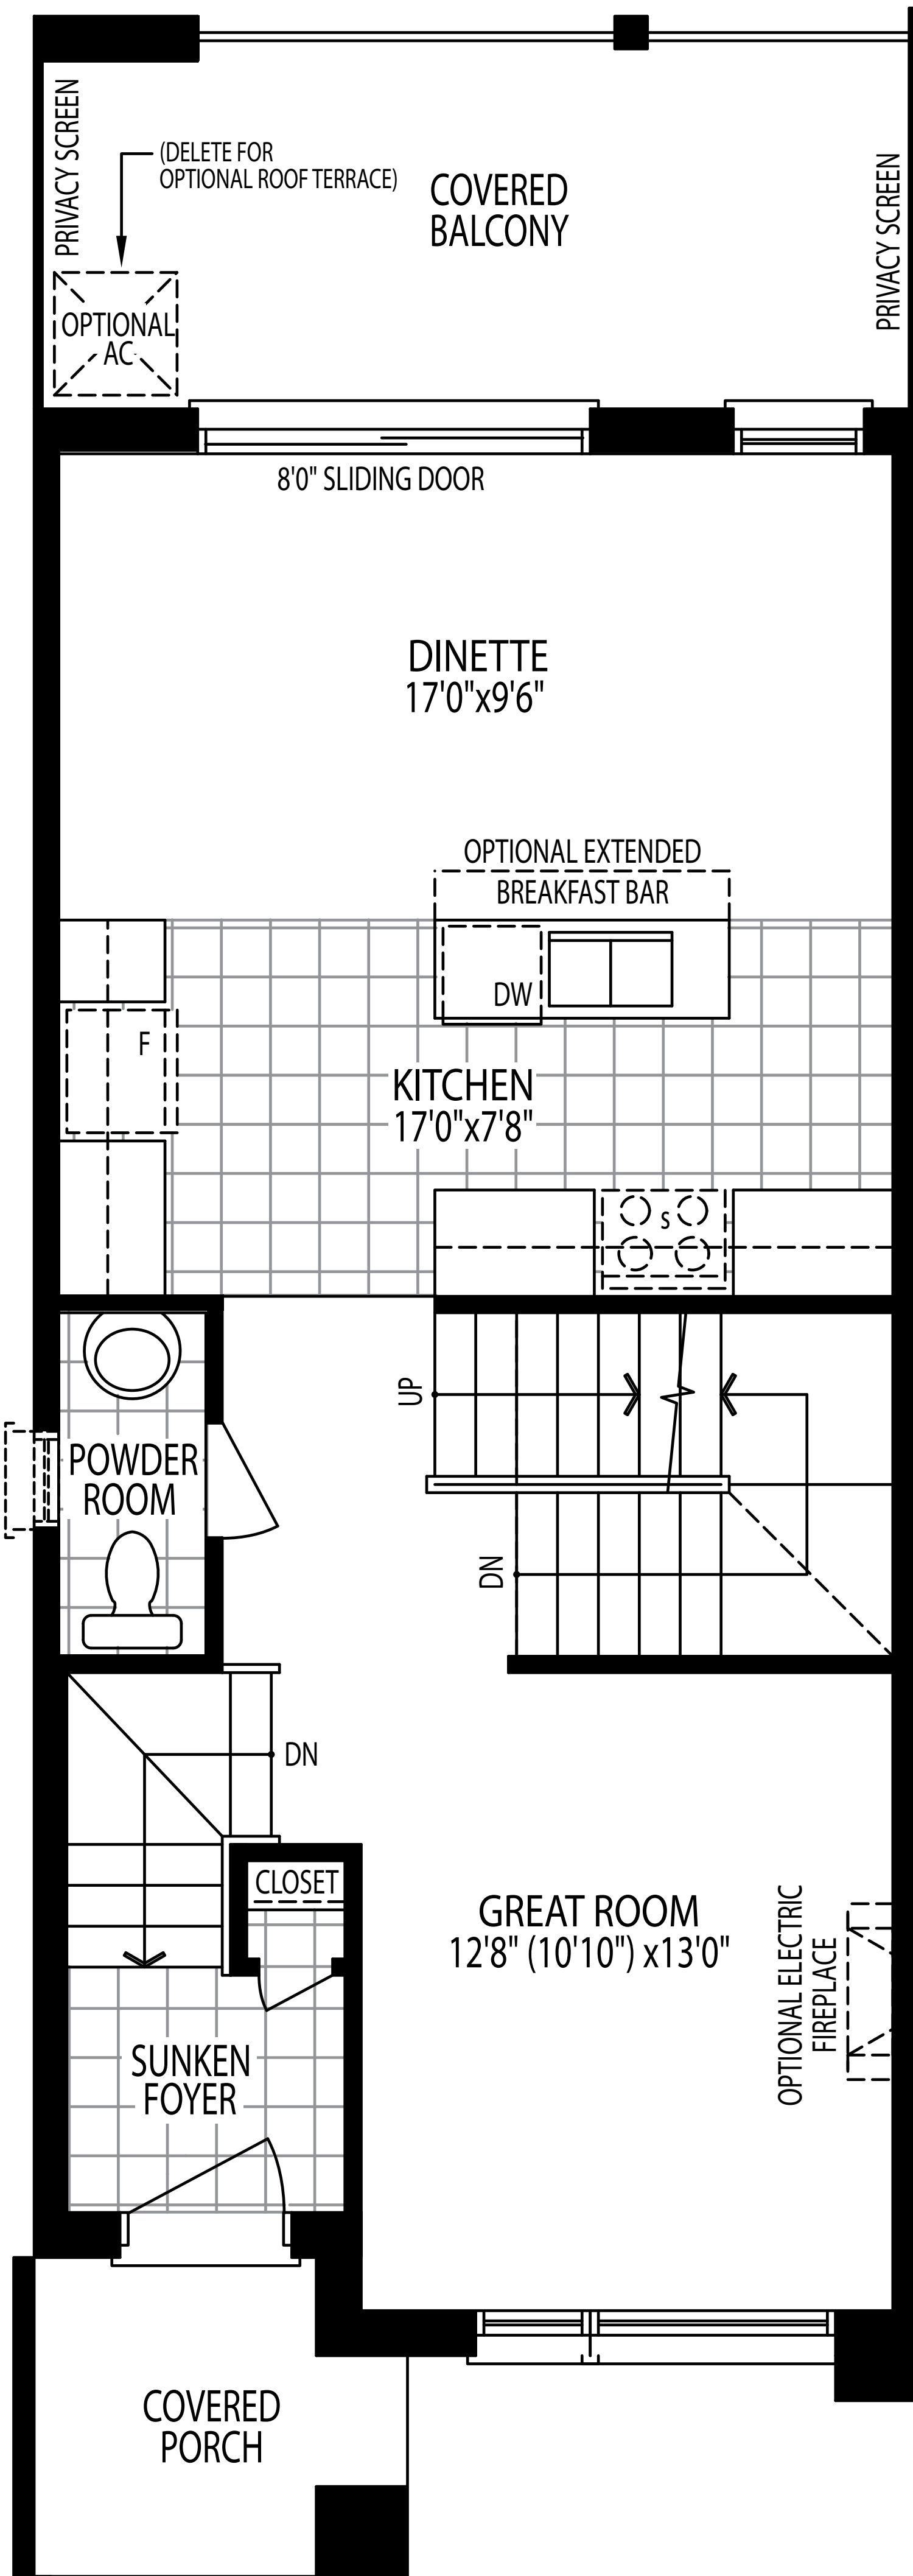 PRIVACY SCREEN
(DELETE FOR
OPTIONAL ROOF TERRACE)
COVERED
BALCONY
PRIVACY SCREEN
OPTIONAL
AC
8'0" SLIDING DOOR
DINETTE
17'0"x9'6"
OPTIONAL EXTENDED
BREAKFAST BAR
DW
F
KITCHEN
17'0"x7'8"
s
UP
POWDER
ROOM
DN
DN
CLOSET
GREAT ROOM
12'8" (10'10") x13'0"
OPTIONAL ELECTRIC
FIREPLACE
SUNKEN
FOYER
COVERED
PORCH